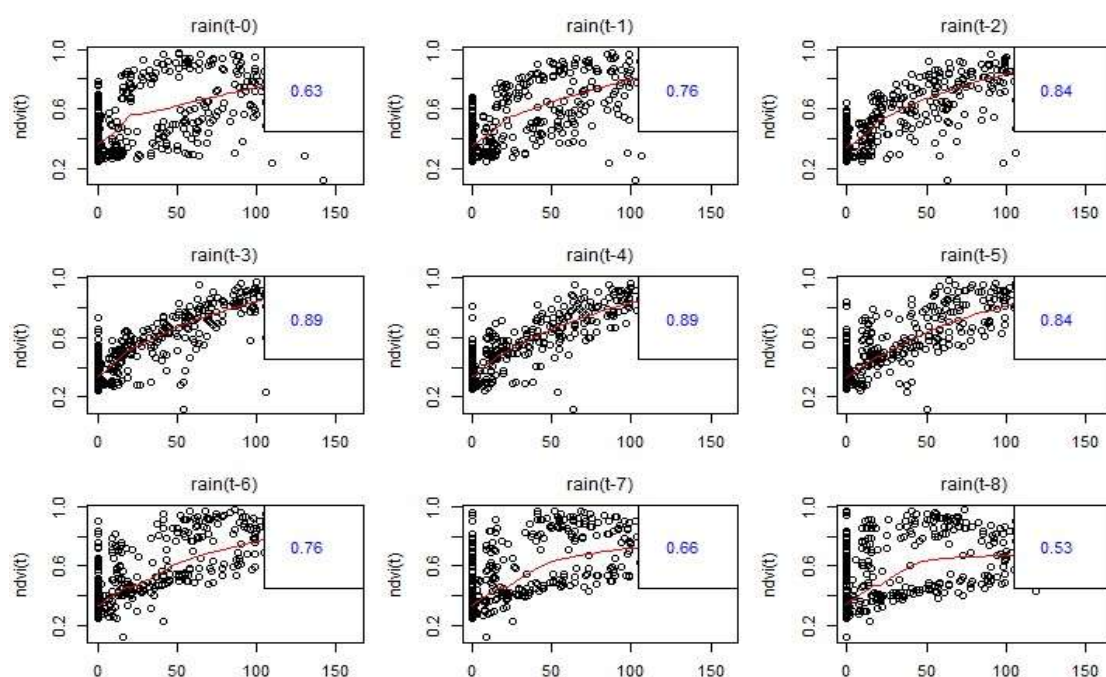 rain(t-0) rain(t-1) rain(t-2)
ndvi(t) 0.2 0.6 1.0 0.63 ndvi(t) 0.2 0.6 1.0 0.76 ndvi(t) 0.2 0.6 1.0 0.84
0 50 100 150 0 50 100 150 0 50 100 150
rain(t-3) rain(t-4) rain(t-5)
ndvi(t) 0.2 0.6 1.0 0.89 ndvi(t) 0.2 0.6 1.0 0.89 ndvi(t) 0.2 0.6 1.0 0.84
0 50 100 150 0 50 100 150 0 50 100 150
rain(t-6) rain(t-7) rain(t-8)
ndvi(t) 0.2 0.6 1.0 0.76 ndvi(t) 0.2 0.6 1.0 0.66 ndvi(t) 0.2 0.6 1.0 0.53
0 50 100 150 0 50 100 150 0 50 100 150